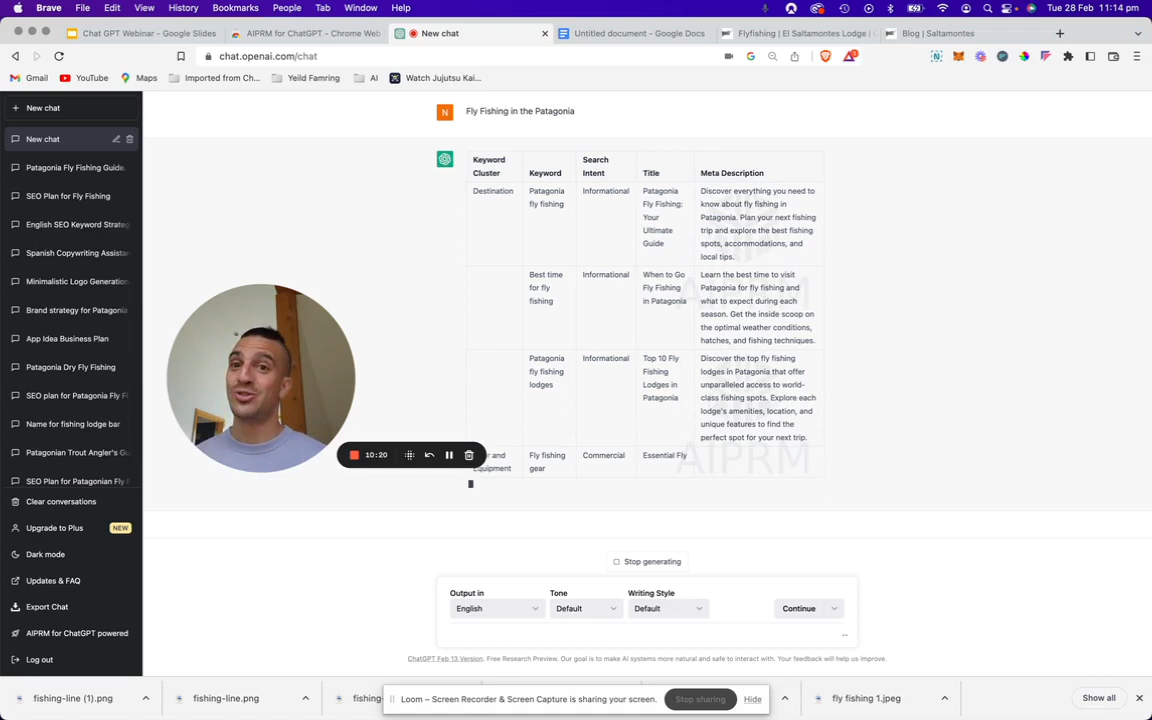 Brave File Edit View History Bookmarks People Tab Window Help Tue 28 Feb 11:14 pm
Chat GPT Webinar - Google Slides
AIPRM for ChatGPT - Chrome Web
New chat
Untitled document - Google Docs
Flyfishing | El Saltamontes Lodge |
Blog | Saltamontes
chat.openai.com/chat
Gmail YouTube Maps Imported from Ch... Yeild Famring AI Watch Jujutsu Kai...
New chat
New chat
Patagonia Fly Fishing Guide.
SEO Plan for Fly Fishing
English SEO Keyword Strateg
Spanish Copywriting Assistan
Minimalistic Logo Generation
Brand strategy for Patagonia
App Idea Business Plan
Patagonia Dry Fly Fishing
SEO plan for Patagonia Fly Fi
Name for fishing lodge bar
Patagonian Trout Angler's Gu
SEO Plan for Patagonian Fly F
Clear conversations
Upgrade to Plus NEW
Dark mode
Updates & FAQ
Export Chat
AIPRM for ChatGPT powered
Log out
N Fly Fishing in the Patagonia
Keyword Cluster
Keyword
Search Intent
Title
Meta Description
Destination
Patagonia
fly fishing
Informational
Patagonia
Fly Fishing:
Your
Ultimate
Guide
Discover everything you need to
know about fly fishing in
Patagonia. Plan your next fishing
trip and explore the best fishing
spots, accommodations, and
local tips.
Best time
for fly
fishing
Informational
When to Go
Fly Fishing
in Patagonia
Learn the best time to visit
Patagonia for fly fishing and
what to expect during each
season. Get the inside scoop on
the optimal weather conditions,
hatches, and fishing techniques.
Patagonia
fly fishing
lodges
Informational
Top 10 Fly
Fishing
Lodges in
Patagonia
Discover the top fly fishing
lodges in Patagonia that offer
unparalleled access to world-
class fishing spots. Explore each
lodge's amenities, location, and
unique features to find the
perfect spot for your next trip.
and
Equipment
Fly fishing
gear
Commercial
Essential Fly
AIPRM
10:20
Stop generating
Output in
Tone
Writing Style
English
Default
Default
Continue
ChatGPT Feb 13 Version. Free Research Preview. Our goal is to make AI systems more natural and safe to interact with. Your feedback will help us improve.
fishing-line (1).png
fishing-line.png
fishing-l
Loom – Screen Recorder & Screen Capture is sharing your screen.
Stop sharing
Hide
fly fishing 1.jpeg
Show all